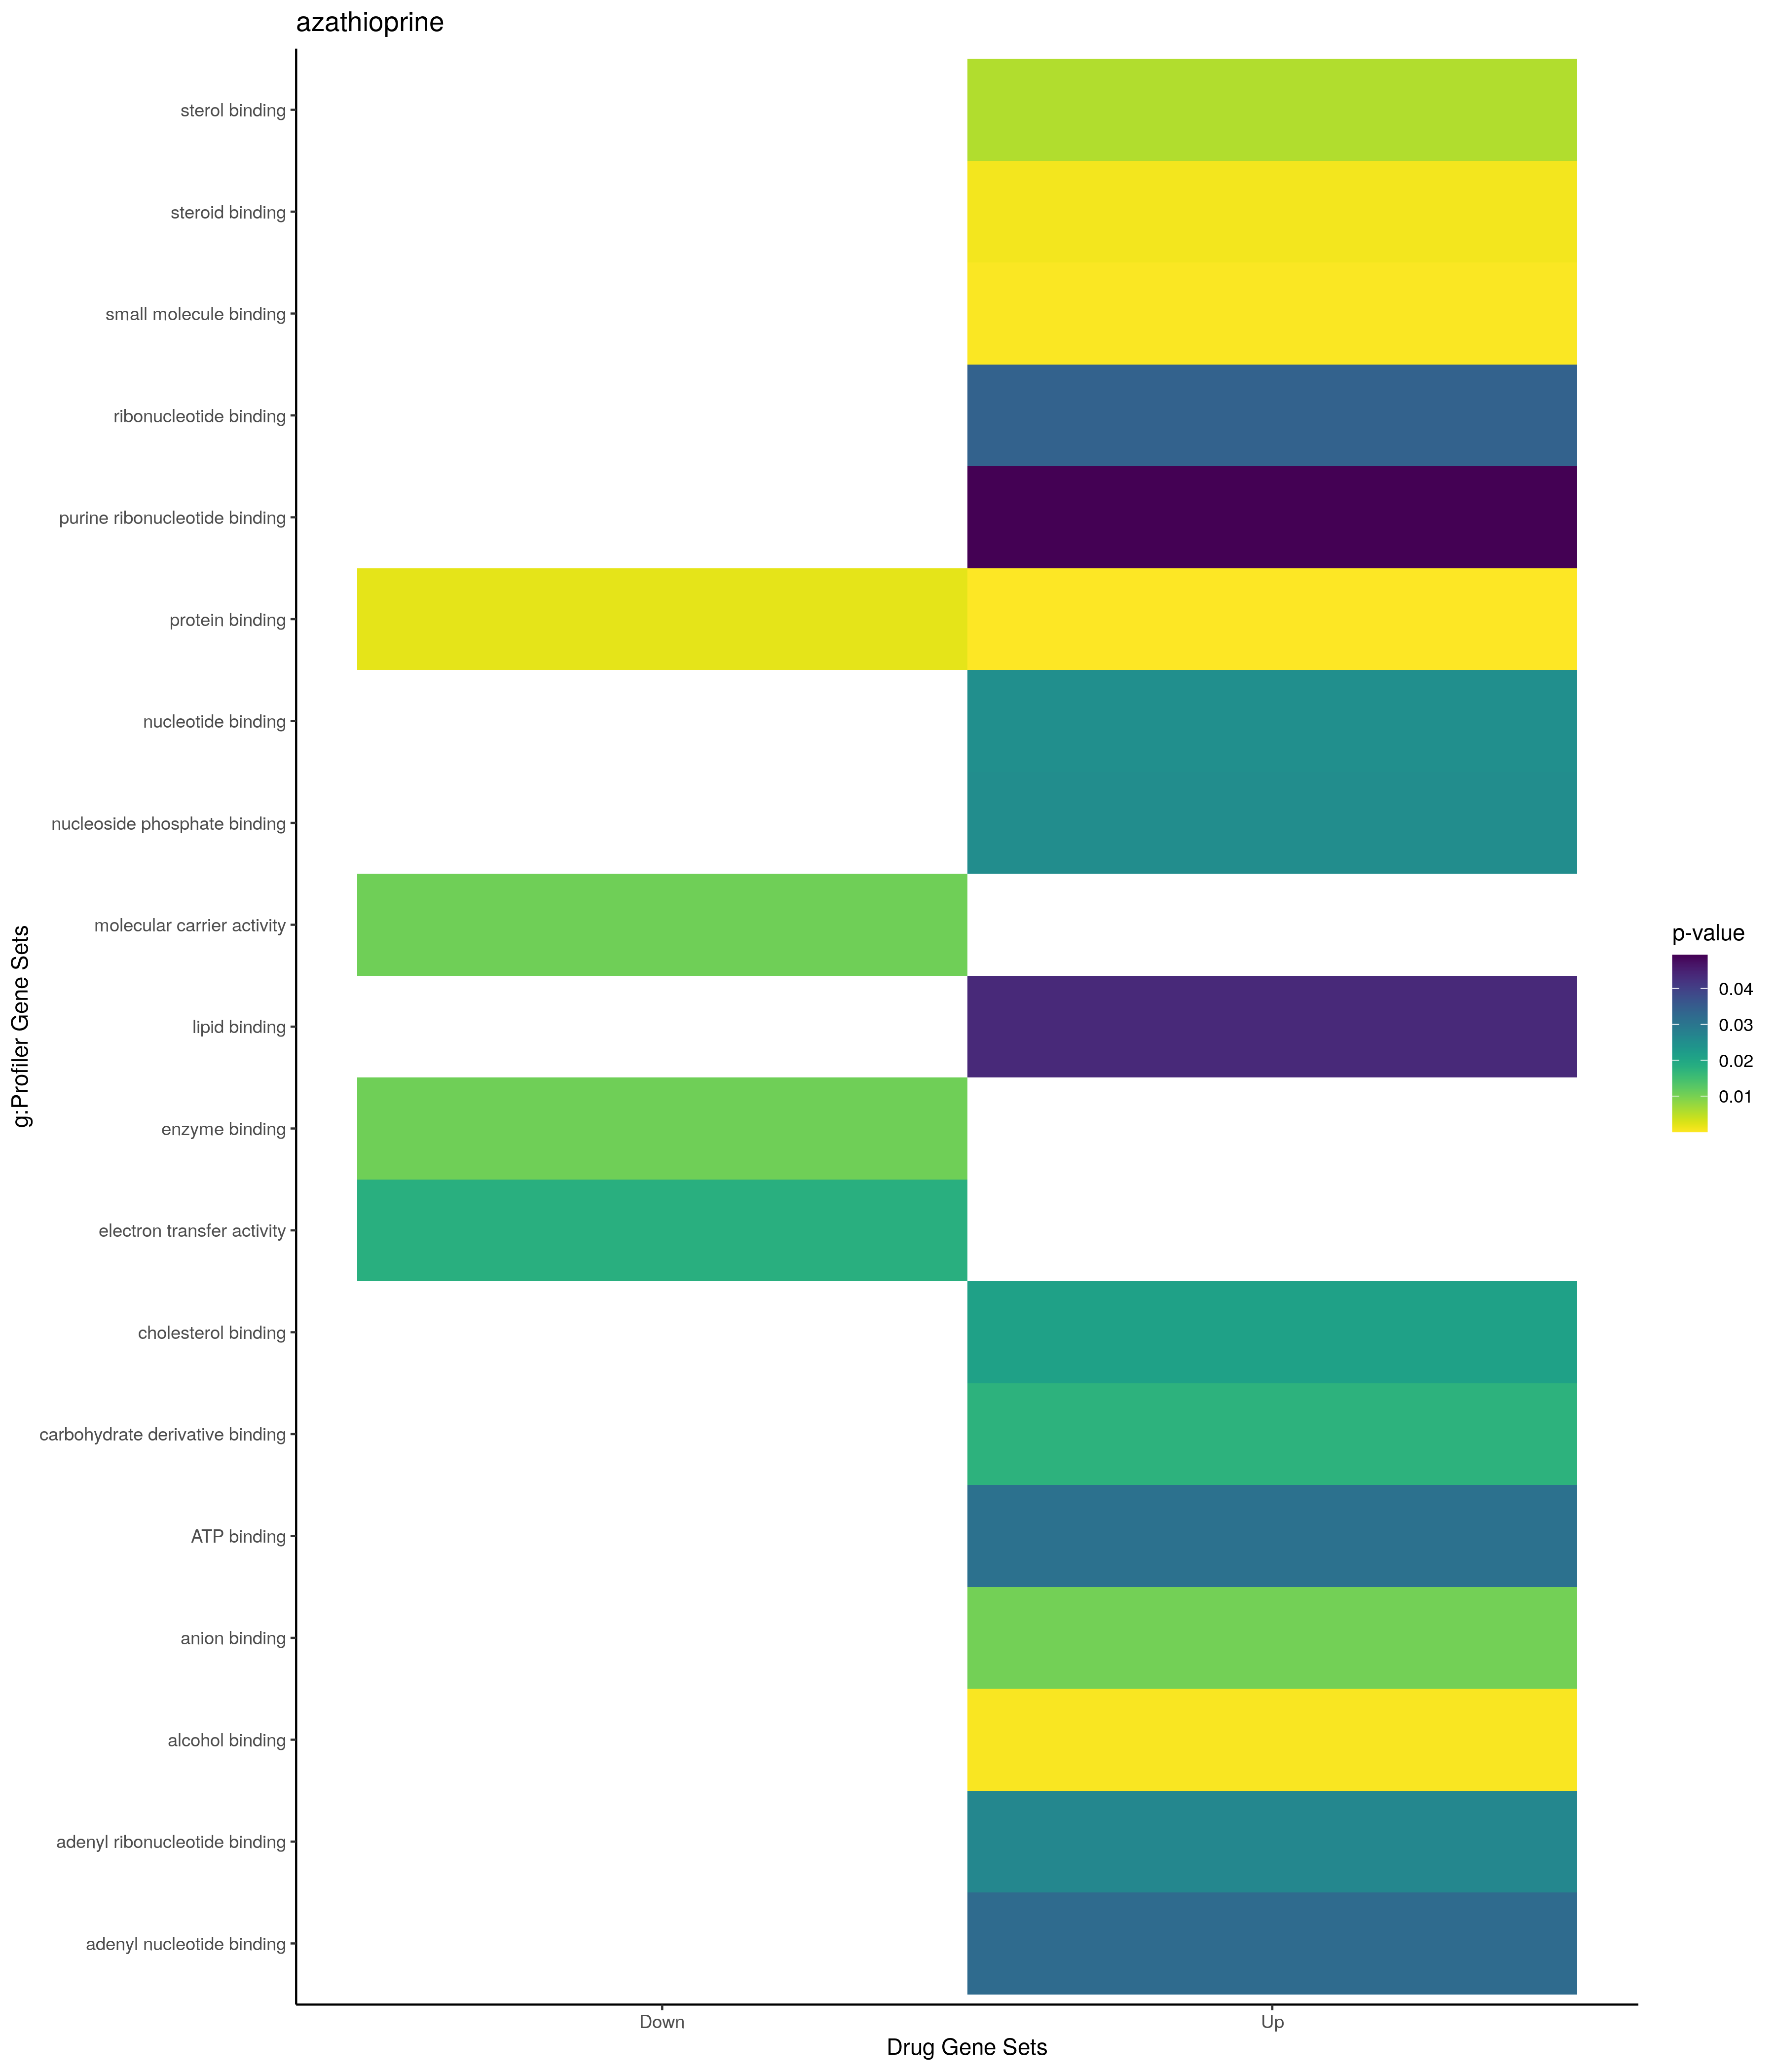 azathioprine
g:Profiler Gene Sets
sterol binding
steroid binding
small molecule binding
ribonucleotide binding
purine ribonucleotide binding
protein binding
nucleotide binding
nucleoside phosphate binding
molecular carrier activity
lipid binding
enzyme binding
electron transfer activity
cholesterol binding
carbohydrate derivative binding
ATP binding
anion binding
alcohol binding
adenyl ribonucleotide binding
adenyl nucleotide binding
Down
Up
Drug Gene Sets
p-value
0.04
0.03
0.02
0.01